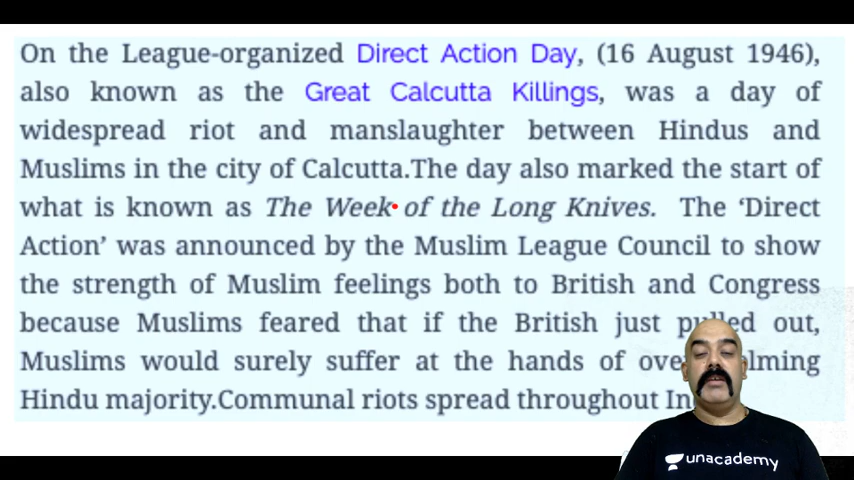 On the League-organized Direct Action Day, (16 August 1946),
also known as the Great Calcutta Killings, was a day of
widespread riot and manslaughter between Hindus and
Muslims in the city of Calcutta.The day also marked the start of
what is known as The Week of the Long Knives. The ‘Direct
Action’ was announced by the Muslim League Council to show
the strength of Muslim feelings both to British and Congress
because Muslims feared that if the British just pulled out,
Muslims would surely suffer at the hands of
Hindu majority.Communal riots spread throughout
unacademy